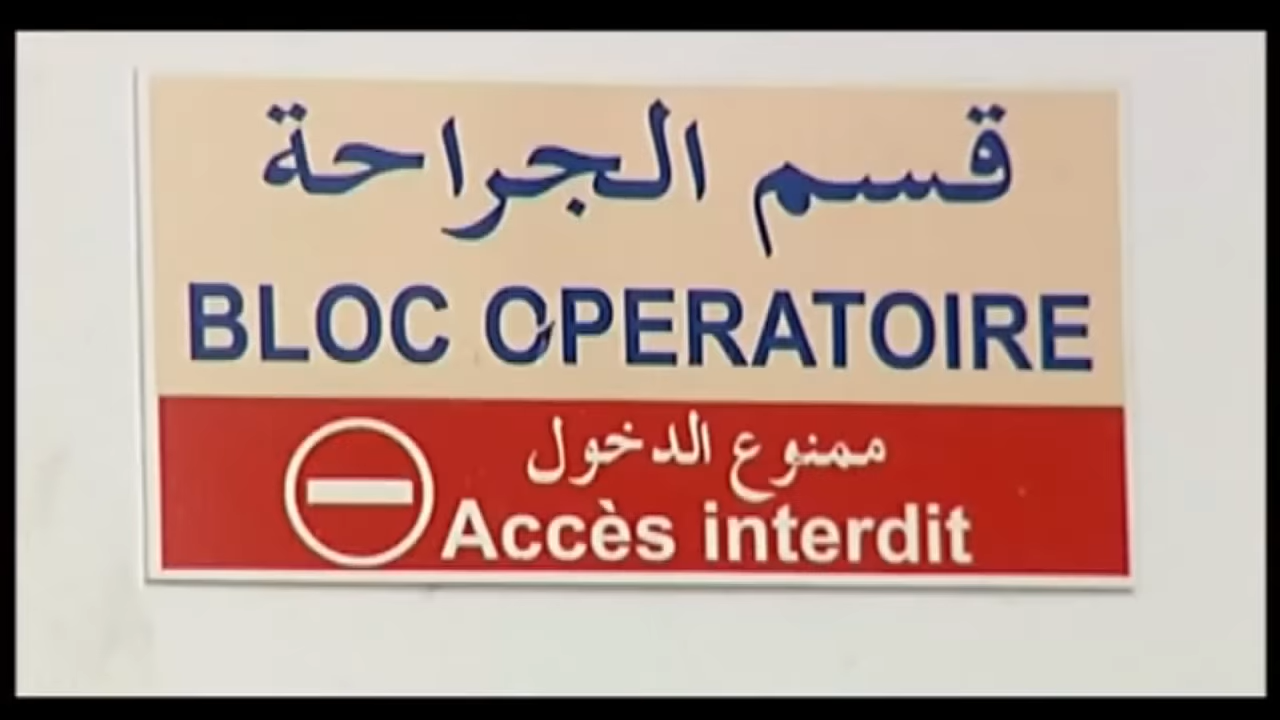 قسم الجراحة
BLOC OPERATOIRE
ممنوع الدخول
Accès interdit